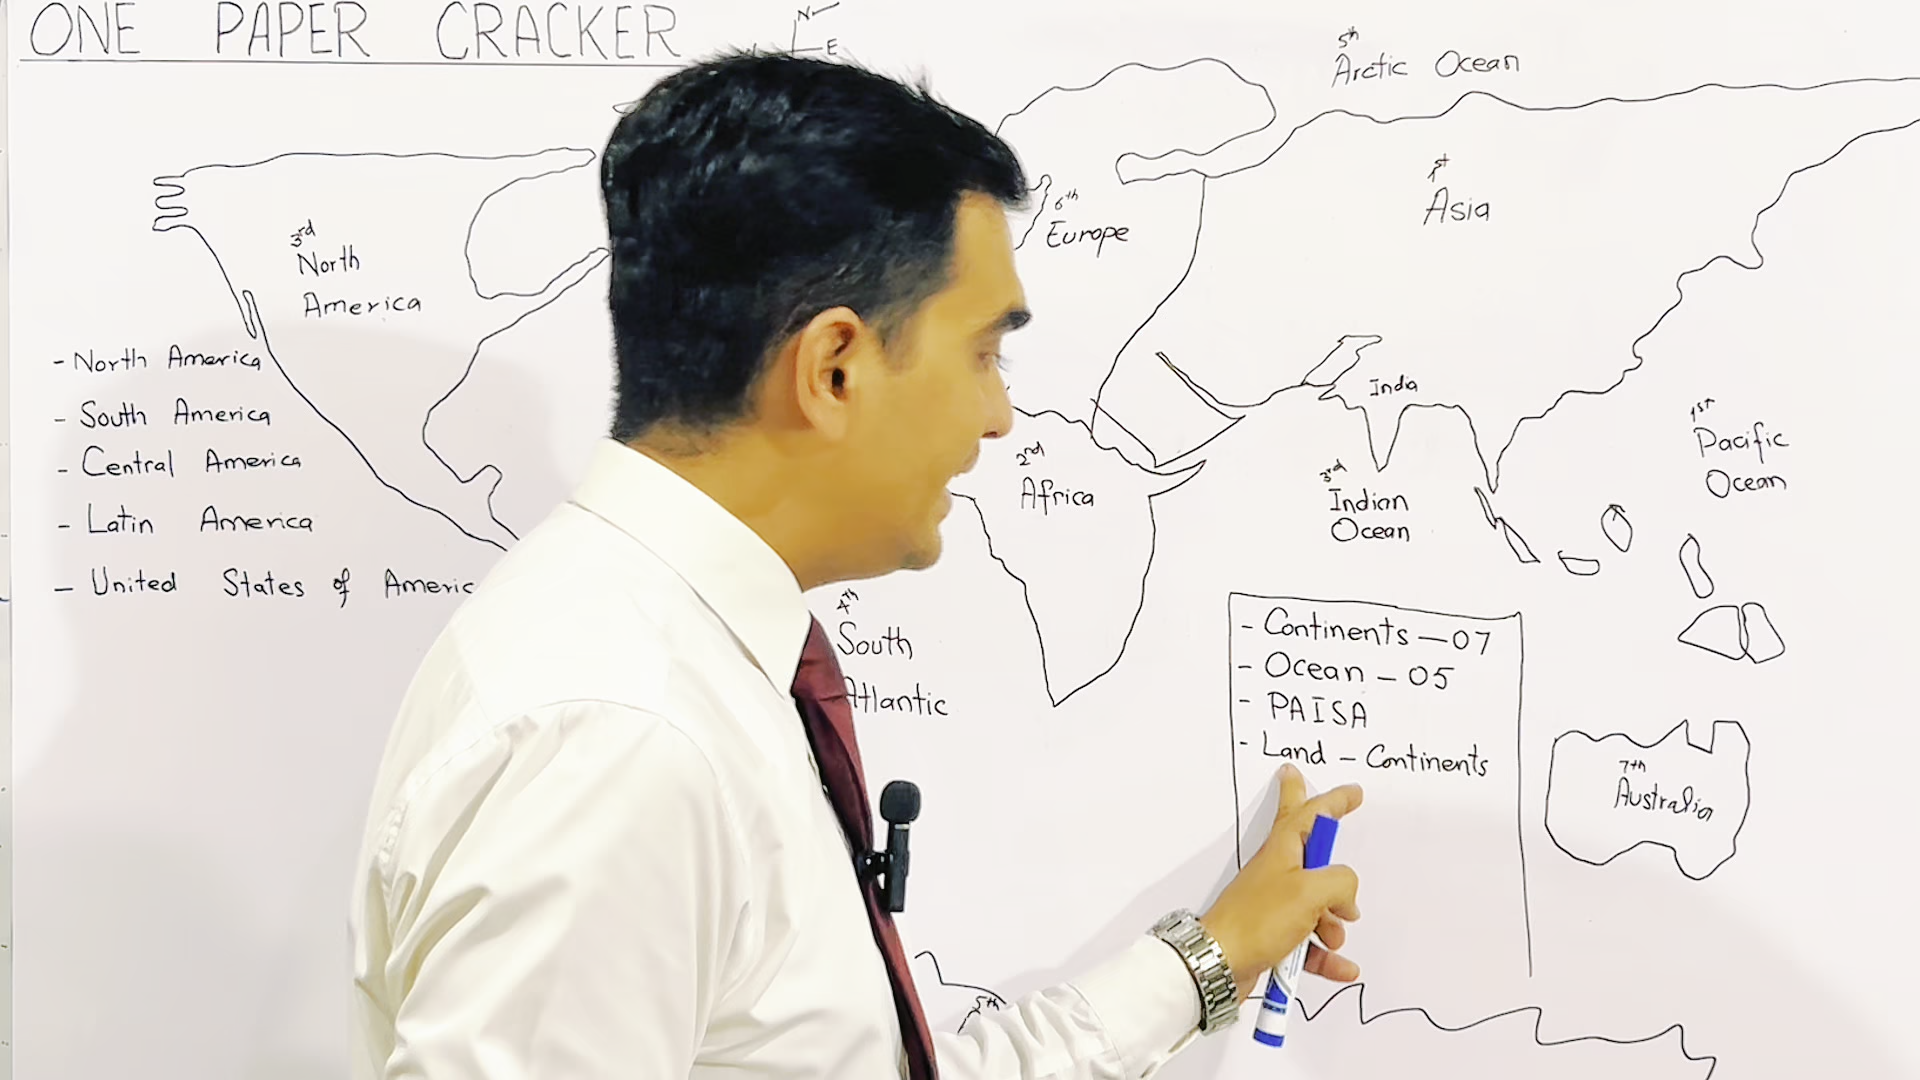 ONE PAPER CRACKER
N
E
5th
Arctic Ocean
1st
Asia
6th
Europe
3rd
North
America
- North America
- South America
- Central America
- Latin America
- United States of Americ
India
1st
Pacific
Ocean
2nd
Africa
3rd
Indian
Ocean
4th
South
Atlantic
- Continents - 07
- Ocean - 05
- PAISA
- Land - Continents
7th
Australia
5th